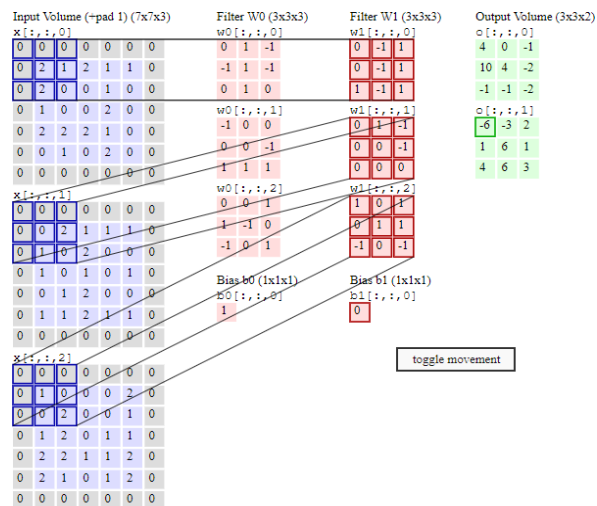 Input Volume (+pad 1) (7x7x3)
x[:,:,0]
0 0 0 0 0 0 0
0 2 1 2 1 1 0
0 2 0 0 1 0 0
0 1 0 0 2 0 0
0 2 2 2 1 0 0
0 0 1 0 2 0 0
0 0 0 0 0 0 0
x[:,:,1]
0 0 0 0 0 0 0
0 0 2 1 1 1 0
0 1 0 2 0 0 0
0 1 0 1 0 1 0
0 0 1 2 0 0 0
0 1 1 2 1 1 0
0 0 0 0 0 0 0
x[:,:,2]
0 0 0 0 0 0 0
0 1 0 0 0 2 0
0 0 2 0 0 1 0
0 1 2 0 1 1 0
0 2 2 1 1 2 0
0 2 1 0 1 2 0
0 0 0 0 0 0 0
Filter W0 (3x3x3)
w0[:,:,0]
0 1 -1
-1 1 -1
0 1 0
w0[:,:,1]
-1 0 0
0 0 -1
1 1 1
w0[:,:,2]
0 0 1
1 -1 0
-1 0 1
Bias b0 (1x1x1)
b0[:,:,0]
1
Filter W1 (3x3x3)
w1[:,:,0]
0 -1 1
0 -1 1
1 -1 1
w1[:,:,1]
0 1 -1
0 0 -1
0 0 0
w1[:,:,2]
1 0 1
0 1 1
-1 0 -1
Bias b1 (1x1x1)
b1[:,:,0]
0
Output Volume (3x3x2)
o[:,:,0]
4 0 -1
10 4 -2
-1 -1 -2
o[:,:,1]
-6 -3 2
1 6 1
4 6 3
toggle movement